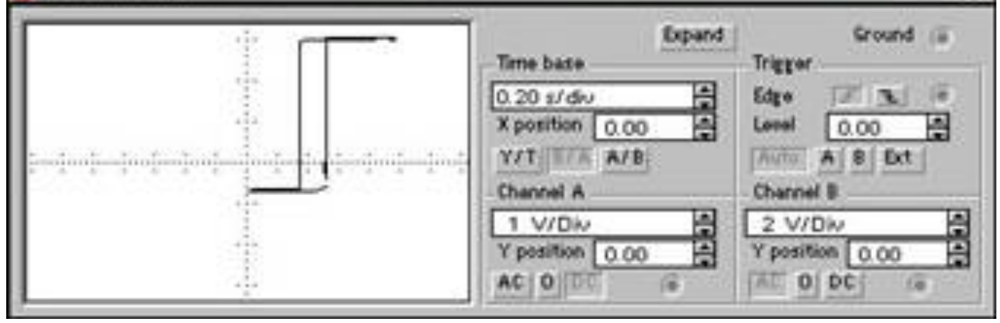 Expand
Ground
Time base
0.20 s/div
X position 0.00
Y/T B/A A/B
Trigger
Edge
Level 0.00
Auto A B Ext
Channel A
1 V/Div
Y position 0.00
AC 0 DC
Channel B
2 V/Div
Y position 0.00
AC 0 DC